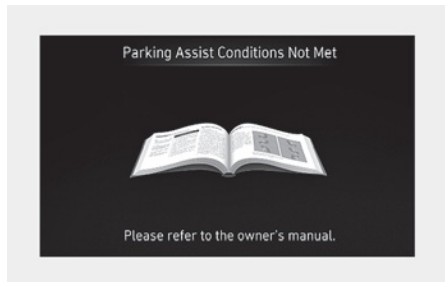 Parking Assist Conditions Not Met
Please refer to the owner's manual.